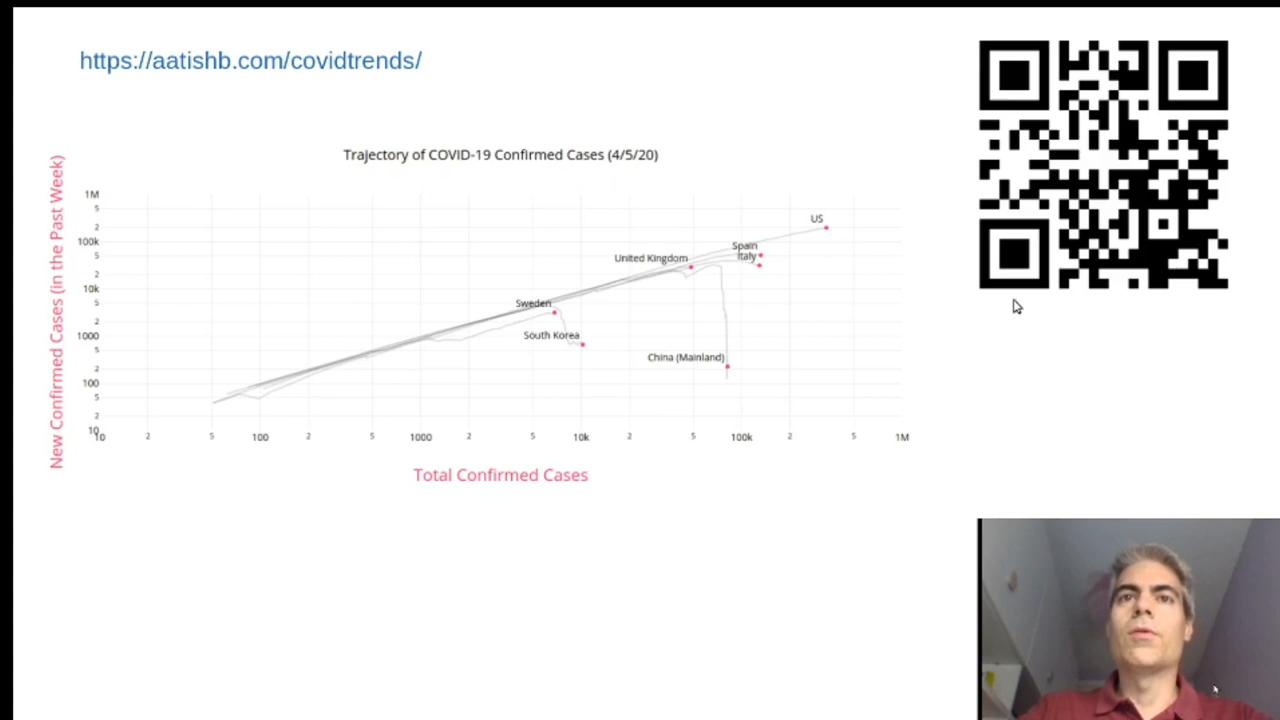 https://aatishb.com/covidtrends/
Trajectory of COVID-19 Confirmed Cases (4/5/20)
New Confirmed Cases (in the Past Week)
1M
5
2
100k
5
2
10k
5
2
1000
5
2
100
5
2
10
US
Spain
Italy
United Kingdom
Sweden
South Korea
China (Mainland)
10 2 5 100 2 5 1000 2 5 10k 2 5 100k 2 5 1M
Total Confirmed Cases